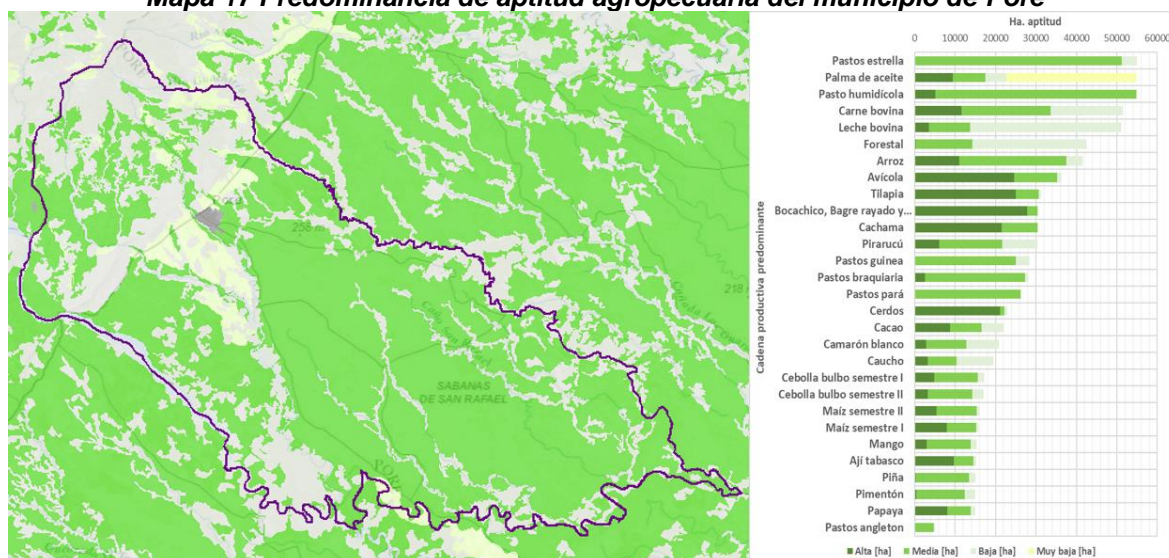 Mapa 17 Predominancia de aptitud agropecuaria del municipio de Pore
258 m
218
SABANAS
DE SAN RAFAEL
PORE
Ha. aptitud
0 10000 20000 30000 40000 50000 60000
Cadena productiva predominante
Pastos estrella
Palma de aceite
Pasto humidícola
Carne bovina
Leche bovina
Forestal
Arroz
Avícola
Tilapia
Bocachico, Bagre rayado y...
Cachama
Pirarucú
Pastos guinea
Pastos braquiaria
Pastos pará
Cerdos
Cacao
Camarón blanco
Caucho
Cebolla bulbo semestre I
Cebolla bulbo semestre II
Maíz semestre II
Maíz semestre I
Mango
Ají tabasco
Piña
Pimentón
Papaya
Pastos angleton
Alta [ha] Media [ha] Baja [ha] Muy baja [ha]